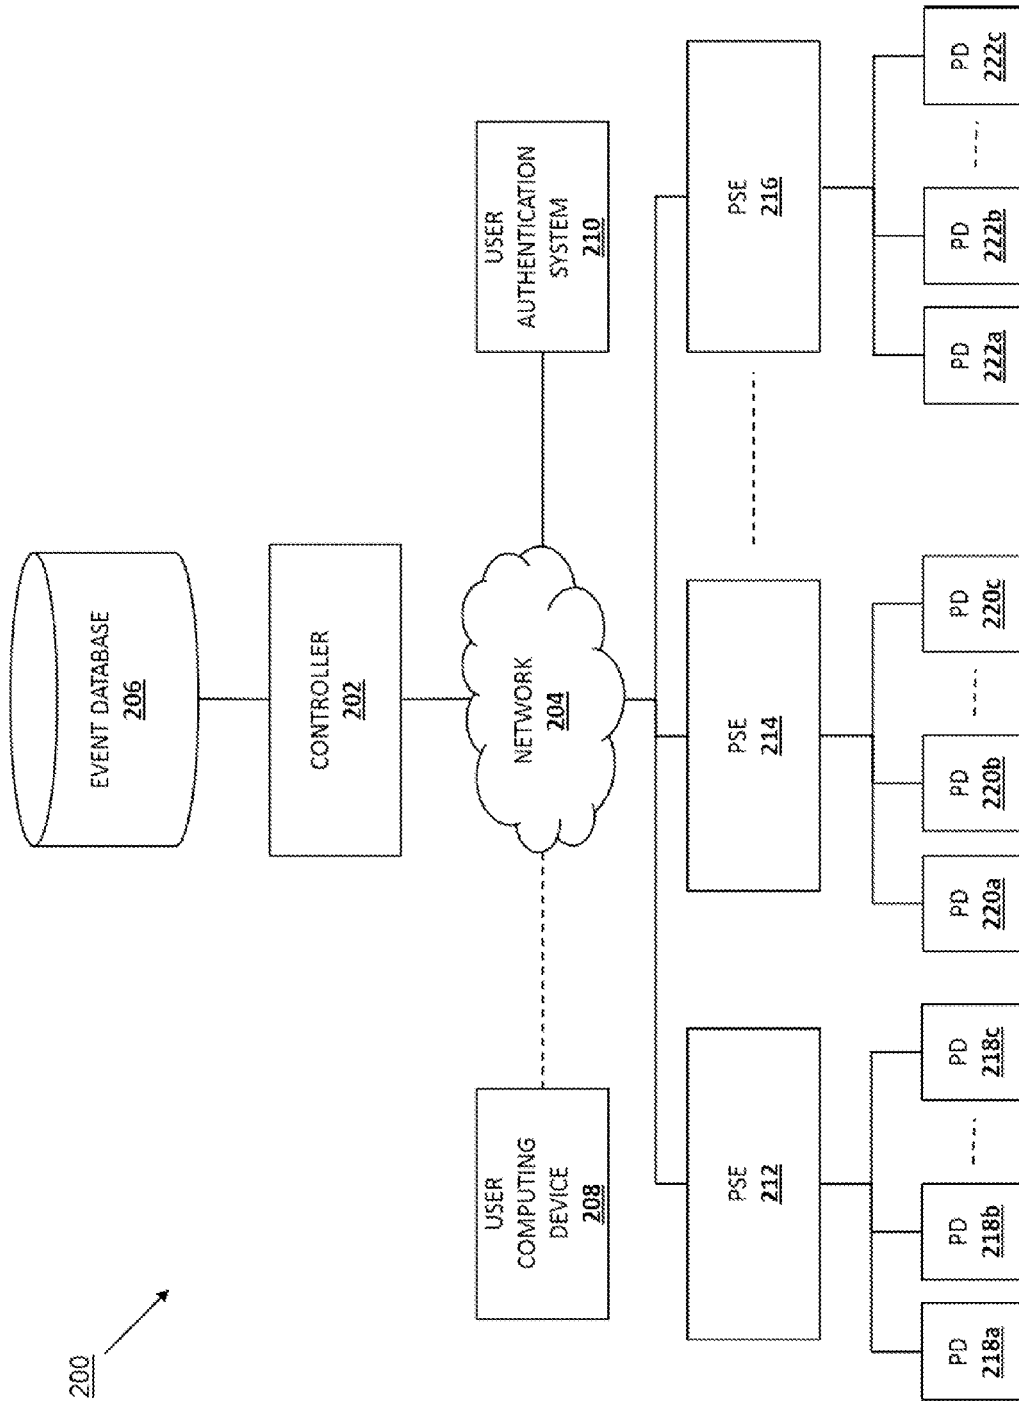 200
EVENT DATABASE
206
CONTROLLER
202
NETWORK
204
USER
COMPUTING
DEVICE
208
USER
AUTHENTICATION
SYSTEM
210
PSE
212
PSE
214
PSE
216
PD
218a
PD
218b
PD
218c
PD
220a
PD
220b
PD
220c
PD
222a
PD
222b
PD
222c